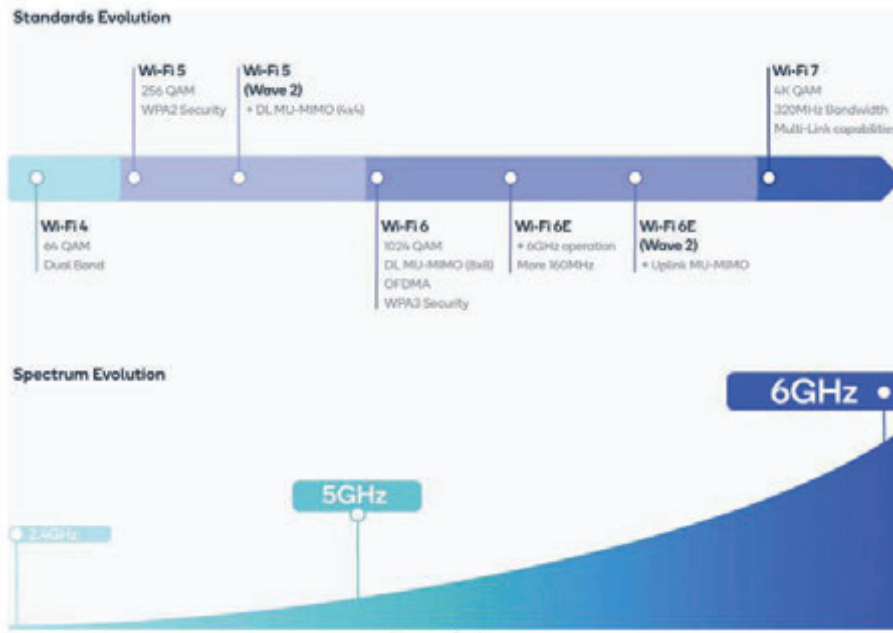 Standards Evolution
Wi-Fi 5
256 QAM
WPA2 Security
Wi-Fi 5
(Wave 2)
+ DL MU-MIMO (4x4)
Wi-Fi 7
4K QAM
320MHz Bandwidth
Multi-Link capabilitie
Wi-Fi 4
64 QAM
Dual Band
Wi-Fi 6
1024 QAM
DL MU-MIMO (8x8)
OFDMA
WPA3 Security
Wi-Fi 6E
+ 6GHz operation
More 160MHz
Wi-Fi 6E
(Wave 2)
+ Uplink MU-MIMO
Spectrum Evolution
6GHz
5GHz
2.4GHz